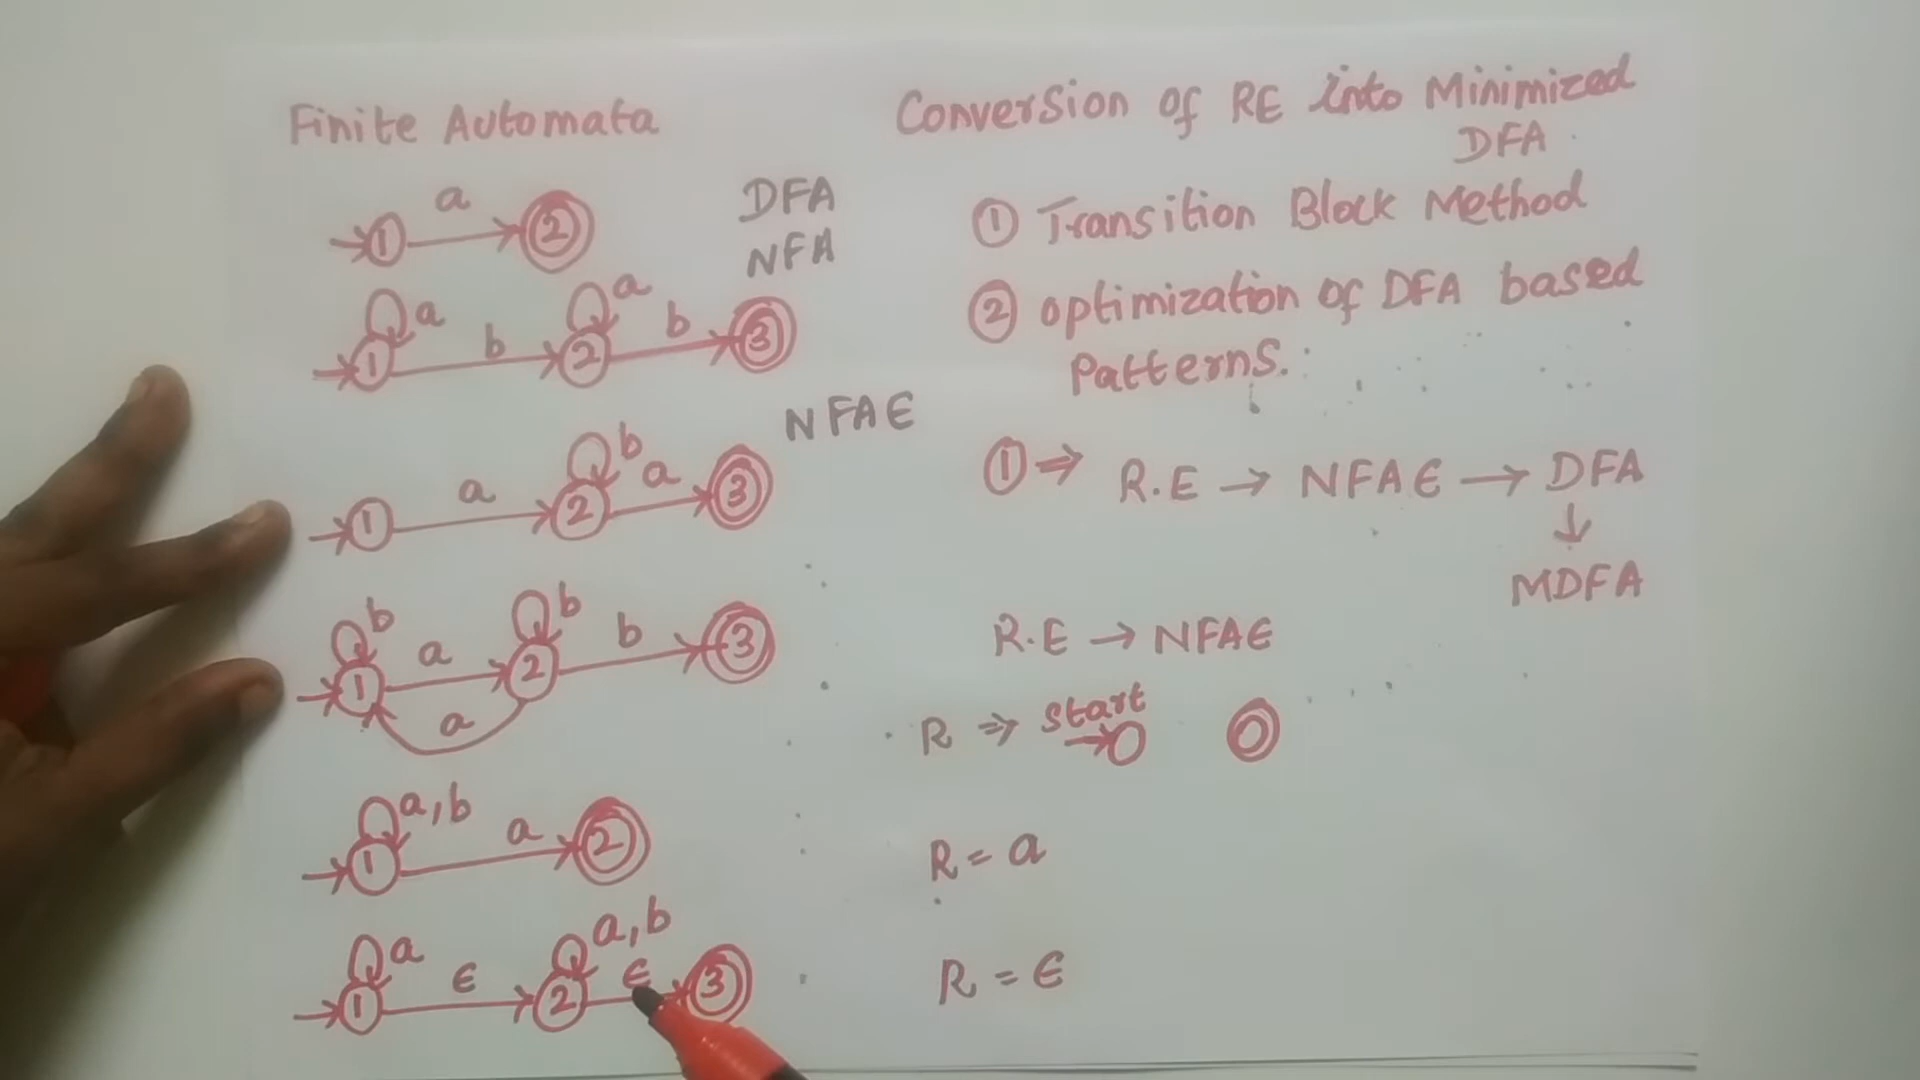 Finite Automata
a
1 2
DFA
NFA
a a
b b
1 2 3
NFAE
b
a a
1 2 3
b b
a b
1 2 3
a
a,b
a
1 2
a a,b
ϵ ϵ
1 2 3
Conversion of RE into Minimized
DFA
① Transition Block Method
② optimization of DFA based
Patterns.
① ⇒ R.E → NFAϵ → DFA
↓
MDFA
R.E → NFAϵ
R ⇒ start
R = a
R = ϵ